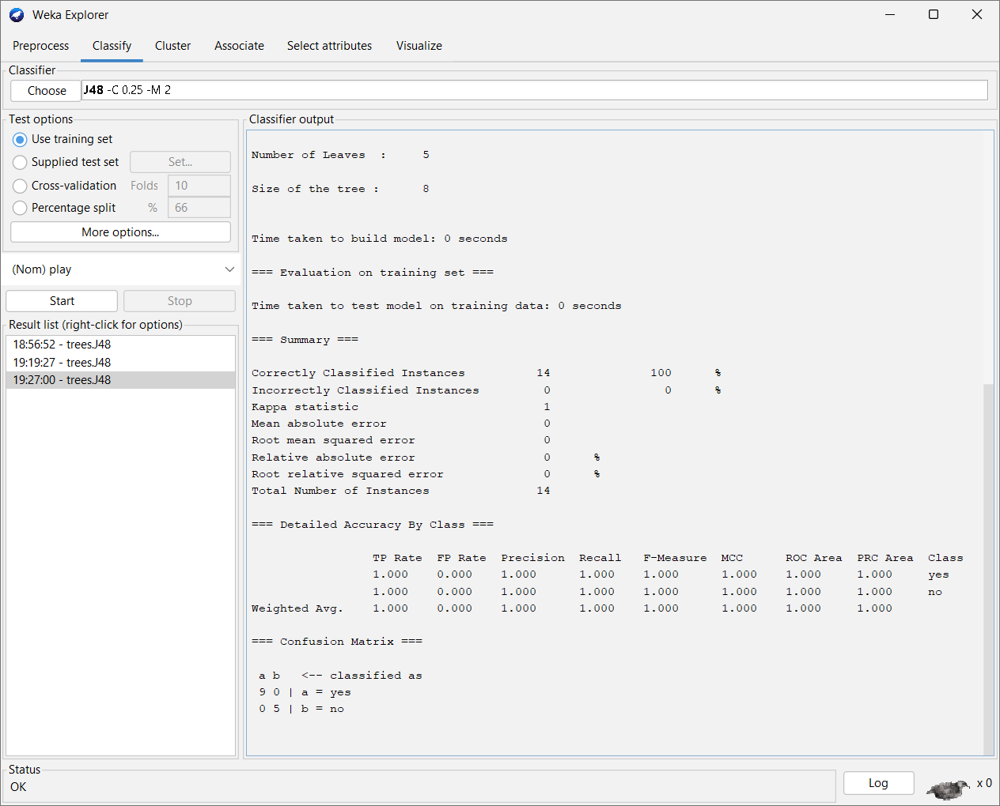 Weka Explorer
Preprocess Classify Cluster Associate Select attributes Visualize
Classifier
Choose J48 -C 0.25 -M 2
Test options
Use training set
Supplied test set Set...
Cross-validation Folds 10
Percentage split % 66
More options...
(Nom) play
Start Stop
Result list (right-click for options)
18:56:52 - trees.J48
19:19:27 - trees.J48
19:27:00 - trees.J48
Classifier output
Number of Leaves : 5
Size of the tree : 8
Time taken to build model: 0 seconds
=== Evaluation on training set ===
Time taken to test model on training data: 0 seconds
=== Summary ===
Correctly Classified Instances 14 100 %
Incorrectly Classified Instances 0 0 %
Kappa statistic 1
Mean absolute error 0
Root mean squared error 0
Relative absolute error 0 %
Root relative squared error 0 %
Total Number of Instances 14
=== Detailed Accuracy By Class ===
TP Rate FP Rate Precision Recall F-Measure MCC ROC Area PRC Area Class
1.000 0.000 1.000 1.000 1.000 1.000 1.000 1.000 yes
1.000 0.000 1.000 1.000 1.000 1.000 1.000 1.000 no
Weighted Avg. 1.000 0.000 1.000 1.000 1.000 1.000 1.000 1.000
=== Confusion Matrix ===
a b <-- classified as
9 0 | a = yes
0 5 | b = no
Status
OK
Log
x 0